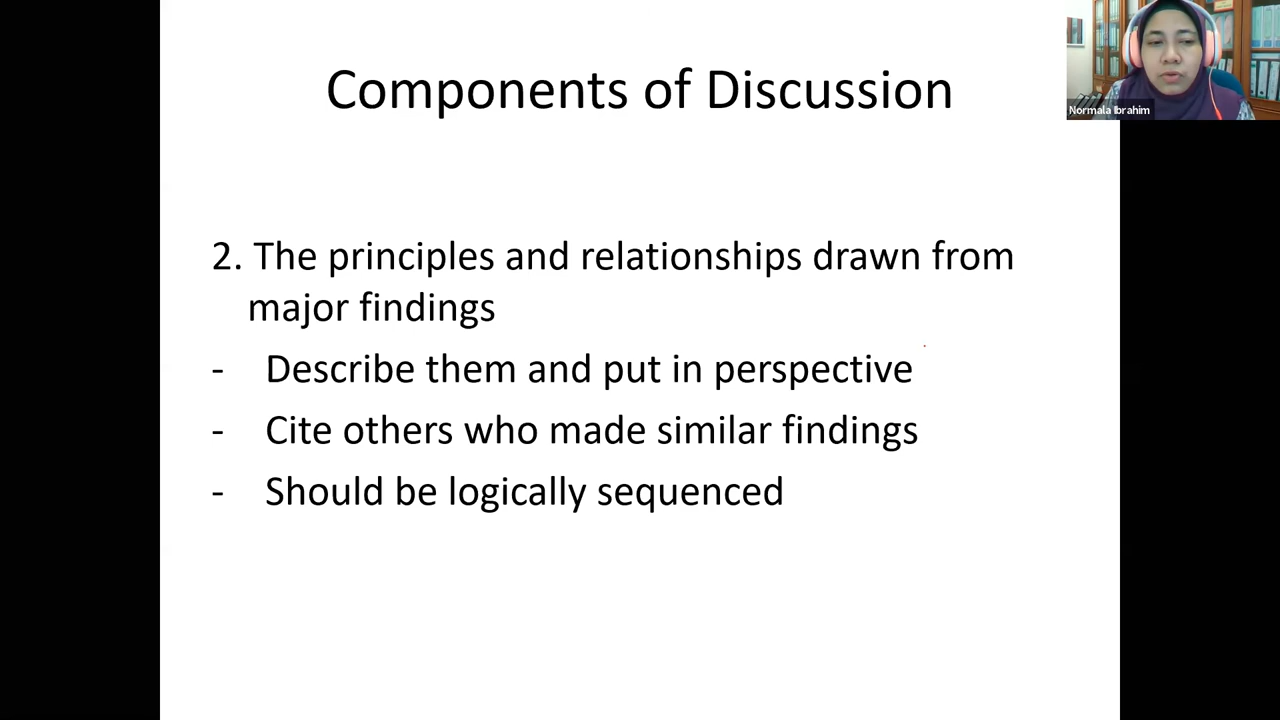 Components of Discussion
Normala Ibrahim
2. The principles and relationships drawn from
major findings
- Describe them and put in perspective
- Cite others who made similar findings
- Should be logically sequenced